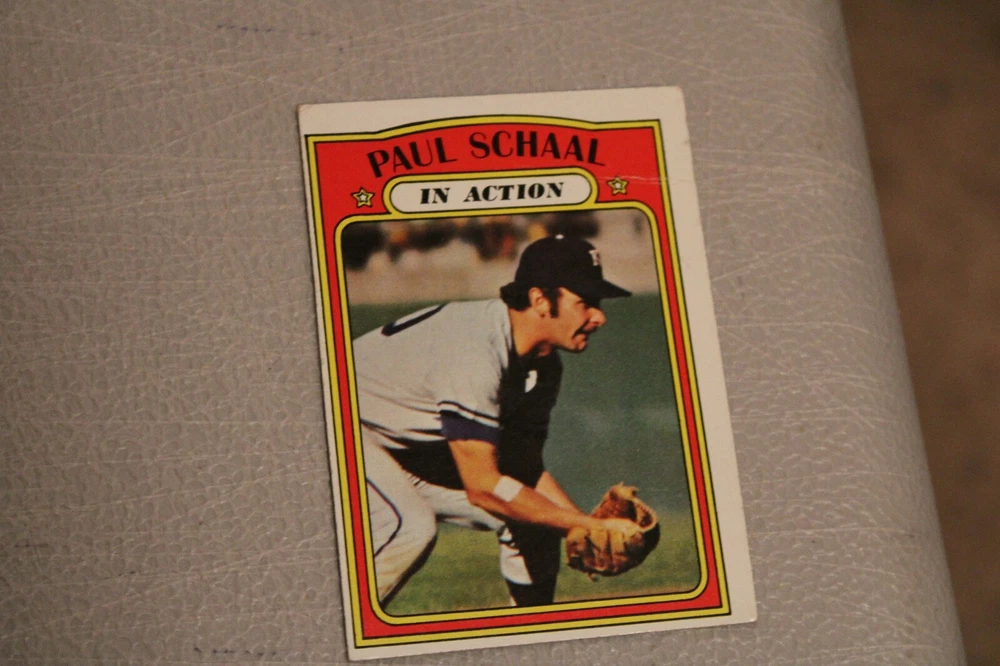 PAUL SCHAAL
IN ACTION